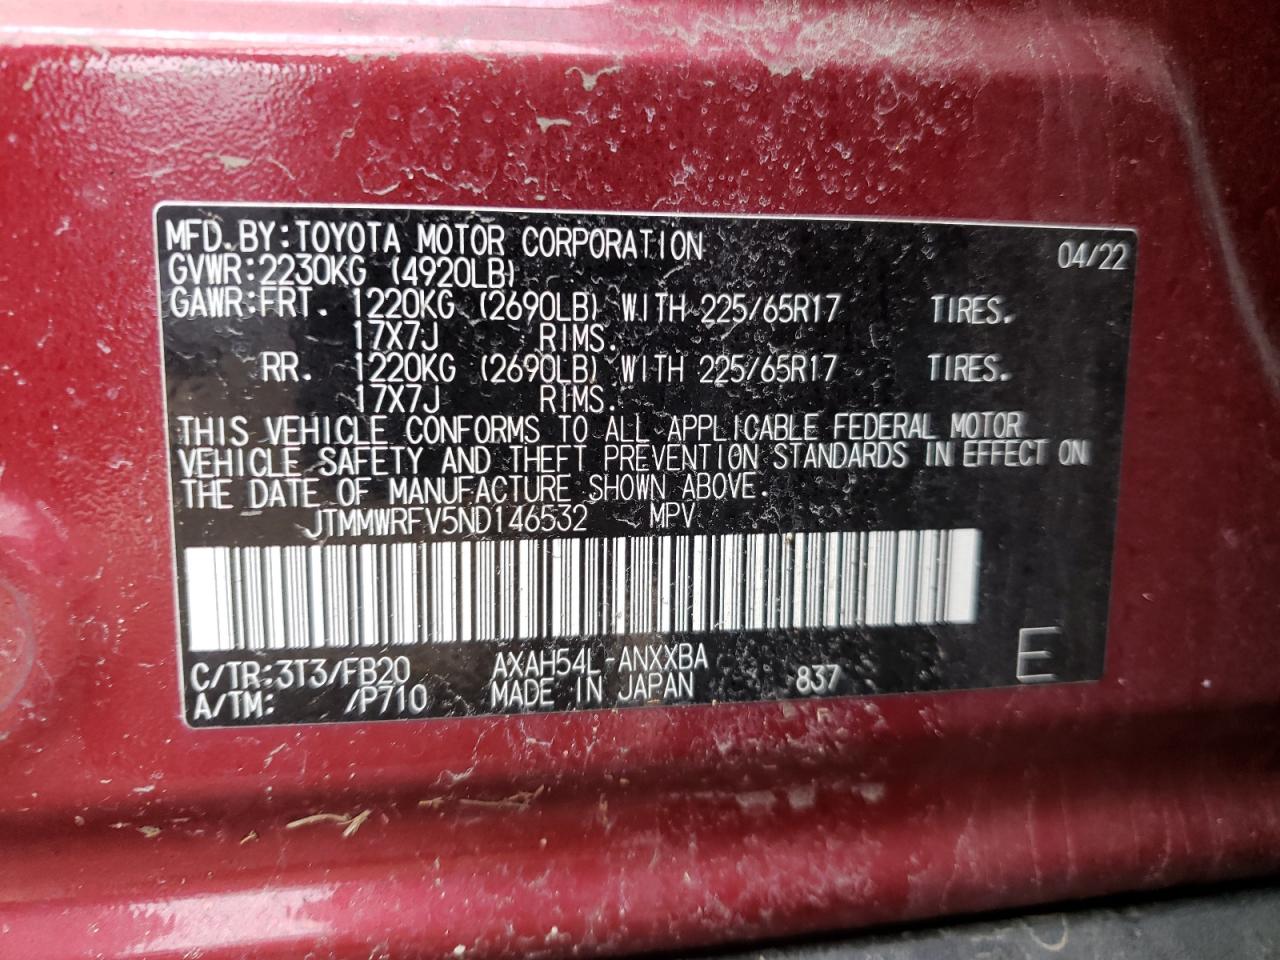 MFD.BY:TOYOTA MOTOR CORPORATION 04/22
GVWR:2230KG (4920LB)
GAWR:FRT. 1220KG (2690LB) WITH 225/65R17 TIRES.
17X7J RIMS.
RR. 1220KG (2690LB) WITH 225/65R17 TIRES.
17X7J RIMS.
THIS VEHICLE CONFORMS TO ALL APPLICABLE FEDERAL MOTOR
VEHICLE SAFETY AND THEFT PREVENTION STANDARDS IN EFFECT ON
THE DATE OF MANUFACTURE SHOWN ABOVE.
JTMMWRFV5ND146532 MPV
C/TR:3T3/FB20 AXAH54L-ANXXBA
A/TM: /P710 MADE IN JAPAN 837 E